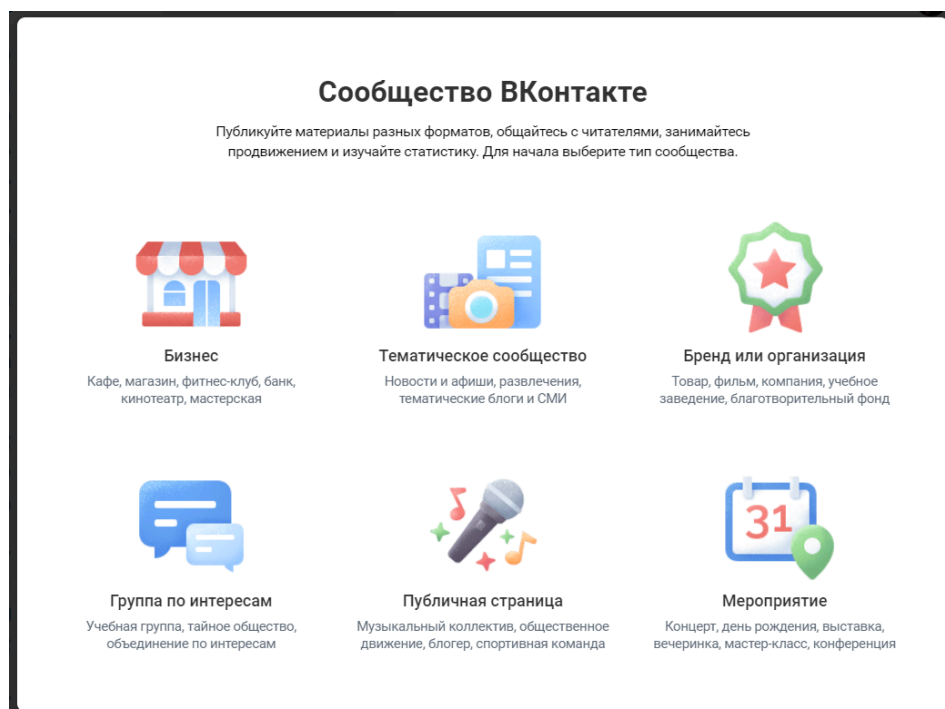 Сообщество ВКонтакте
Публикуйте материалы разных форматов, общайтесь с читателями, занимайтесь
продвижением и изучайте статистику. Для начала выберите тип сообщества.
Бизнес
Кафе, магазин, фитнес-клуб, банк,
кинотеатр, мастерская
Тематическое сообщество
Новости и афиши, развлечения,
тематические блоги и СМИ
Бренд или организация
Товар, фильм, компания, учебное
заведение, благотворительный фонд
Группа по интересам
Учебная группа, тайное общество,
объединение по интересам
Публичная страница
Музыкальный коллектив, общественное
движение, блогер, спортивная команда
31
Мероприятие
Концерт, день рождения, выставка,
вечеринка, мастер-класс, конференция